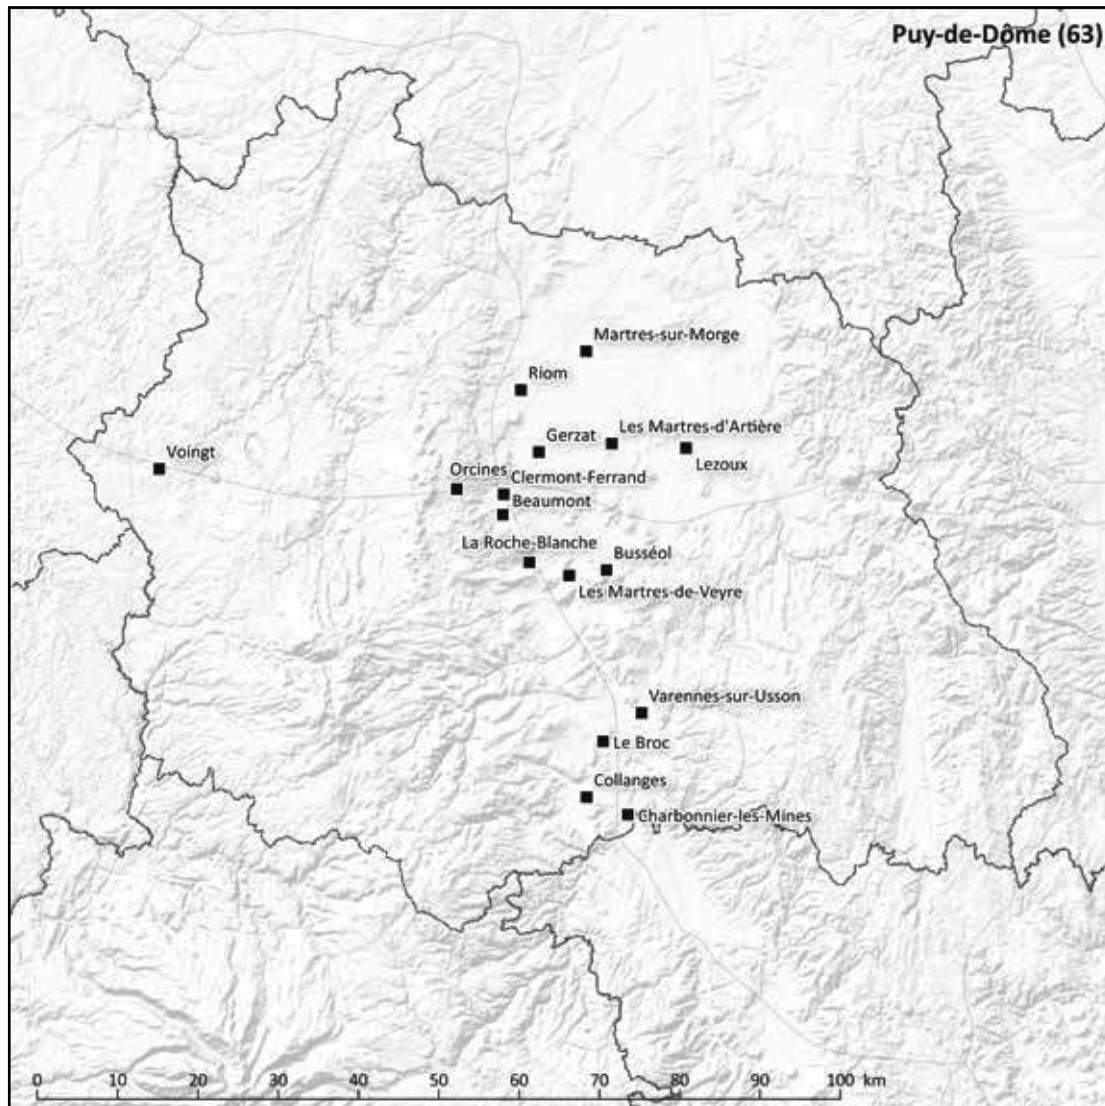 Puy-de-Dôme (63)
Martres-sur-Morge
Riom
Les Martres-d'Artière
Gerzat
Voingt
Lezoux
Orcines
Clermont-Ferrand
Beaumont
La Roche-Blanche
Busséol
Les Martres-de-Veyre
Varennes-sur-Usson
Le Broc
Collanges
Charbonnier-les-Mines
0 10 20 30 40 50 60 70 80 90 100 km